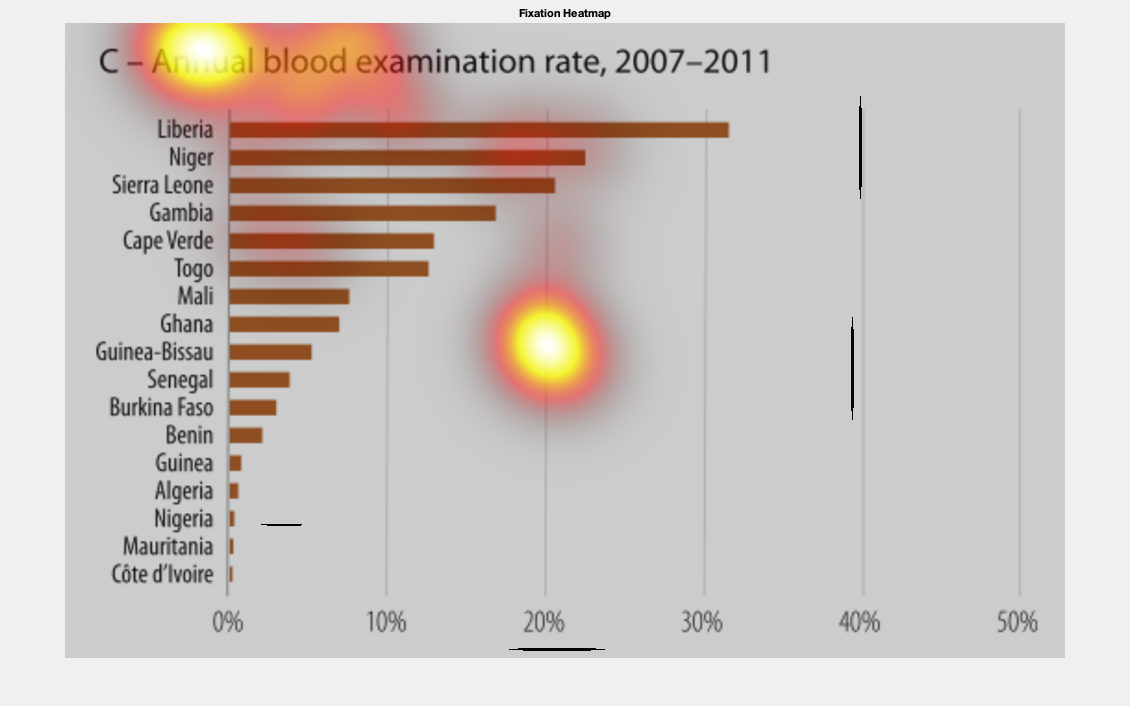 Fixation Heatmap
C – Annual blood examination rate, 2007–2011
Liberia
Niger
Sierra Leone
Gambia
Cape Verde
Togo
Mali
Ghana
Guinea-Bissau
Senegal
Burkina Faso
Benin
Guinea
Algeria
Nigeria
Mauritania
Côte d'Ivoire
0% 10% 20% 30% 40% 50%